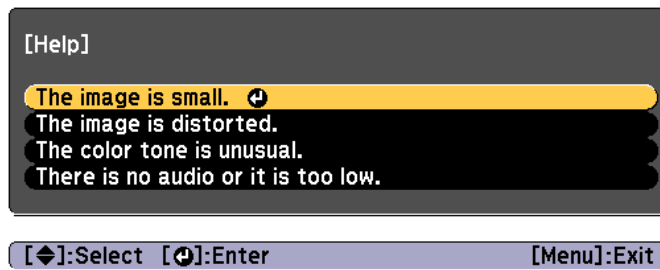 [Help]
The image is small. ⏎
The image is distorted.
The color tone is unusual.
There is no audio or it is too low.
[◆]:Select [⏎]:Enter [Menu]:Exit